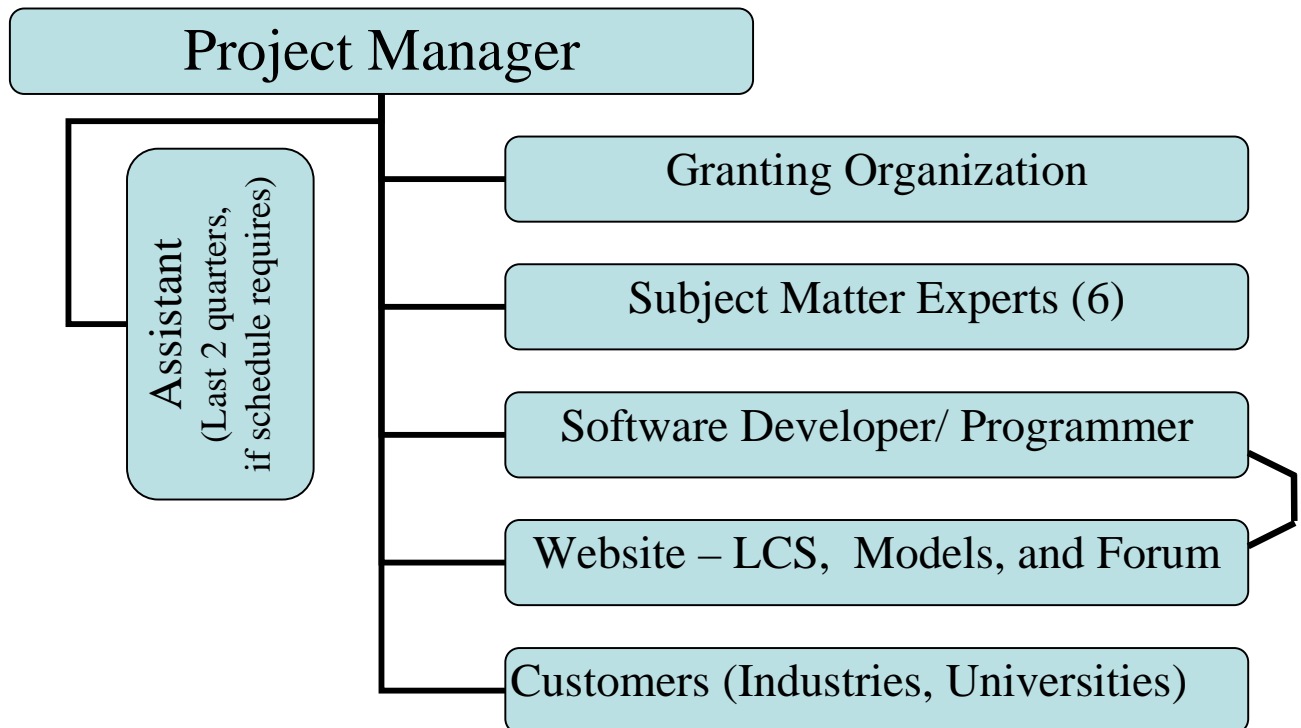 Project Manager
Assistant
(Last 2 quarters,
if schedule requires)
Granting Organization
Subject Matter Experts (6)
Software Developer/ Programmer
Website – LCS,  Models, and Forum
Customers (Industries, Universities)